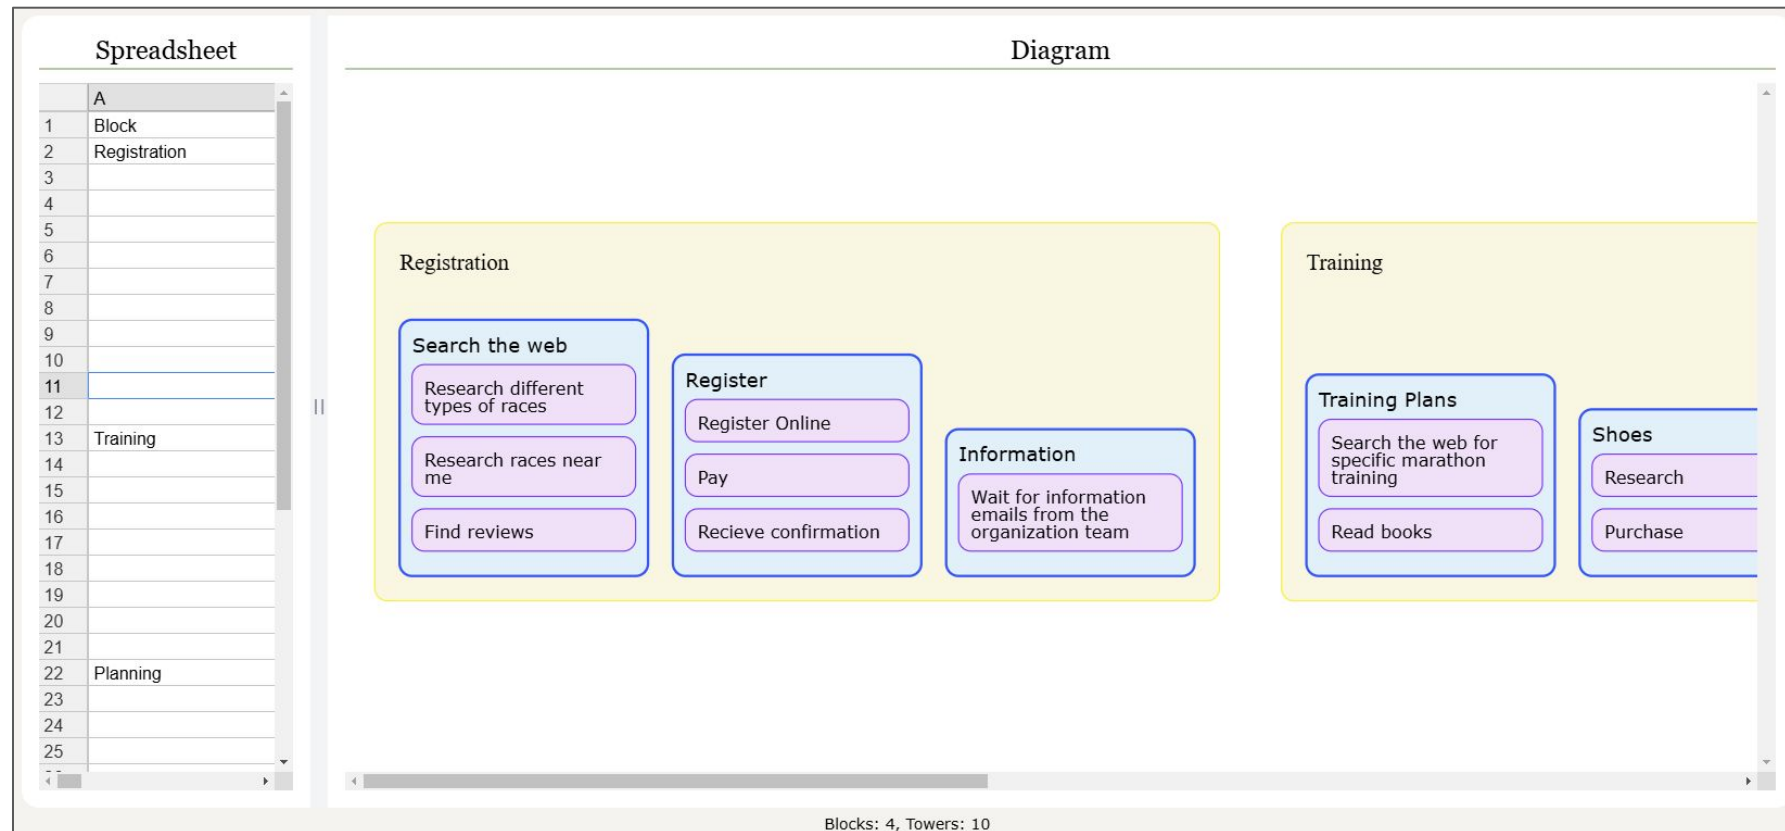 Spreadsheet
A
1 Block
2 Registration
3
4
5
6
7
8
9
10
11
12
13 Training
14
15
16
17
18
19
20
21
22 Planning
23
24
25
Diagram
Registration
Search the web
Research different
types of races
Research races near
me
Find reviews
Register
Register Online
Pay
Recieve confirmation
Information
Wait for information
emails from the
organization team
Training
Training Plans
Search the web for
specific marathon
training
Read books
Shoes
Research
Purchase
Blocks: 4, Towers: 10